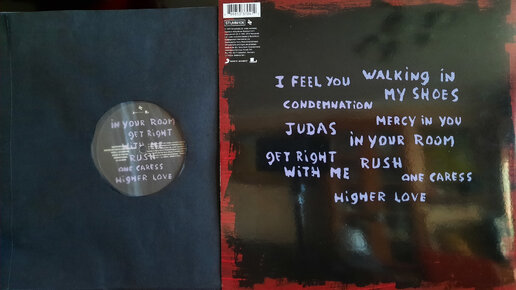 IN YOUR ROOM
GET RIGHT
WITH ME
RUSH
ONE CARESS
HIGHER LOVE
I FEEL YOU
WALKING IN
MY SHOES
CONDEMNATION
MERCY IN YOU
JUDAS
IN YOUR ROOM
GET RIGHT
WITH ME
RUSH
ONE CARESS
HIGHER LOVE